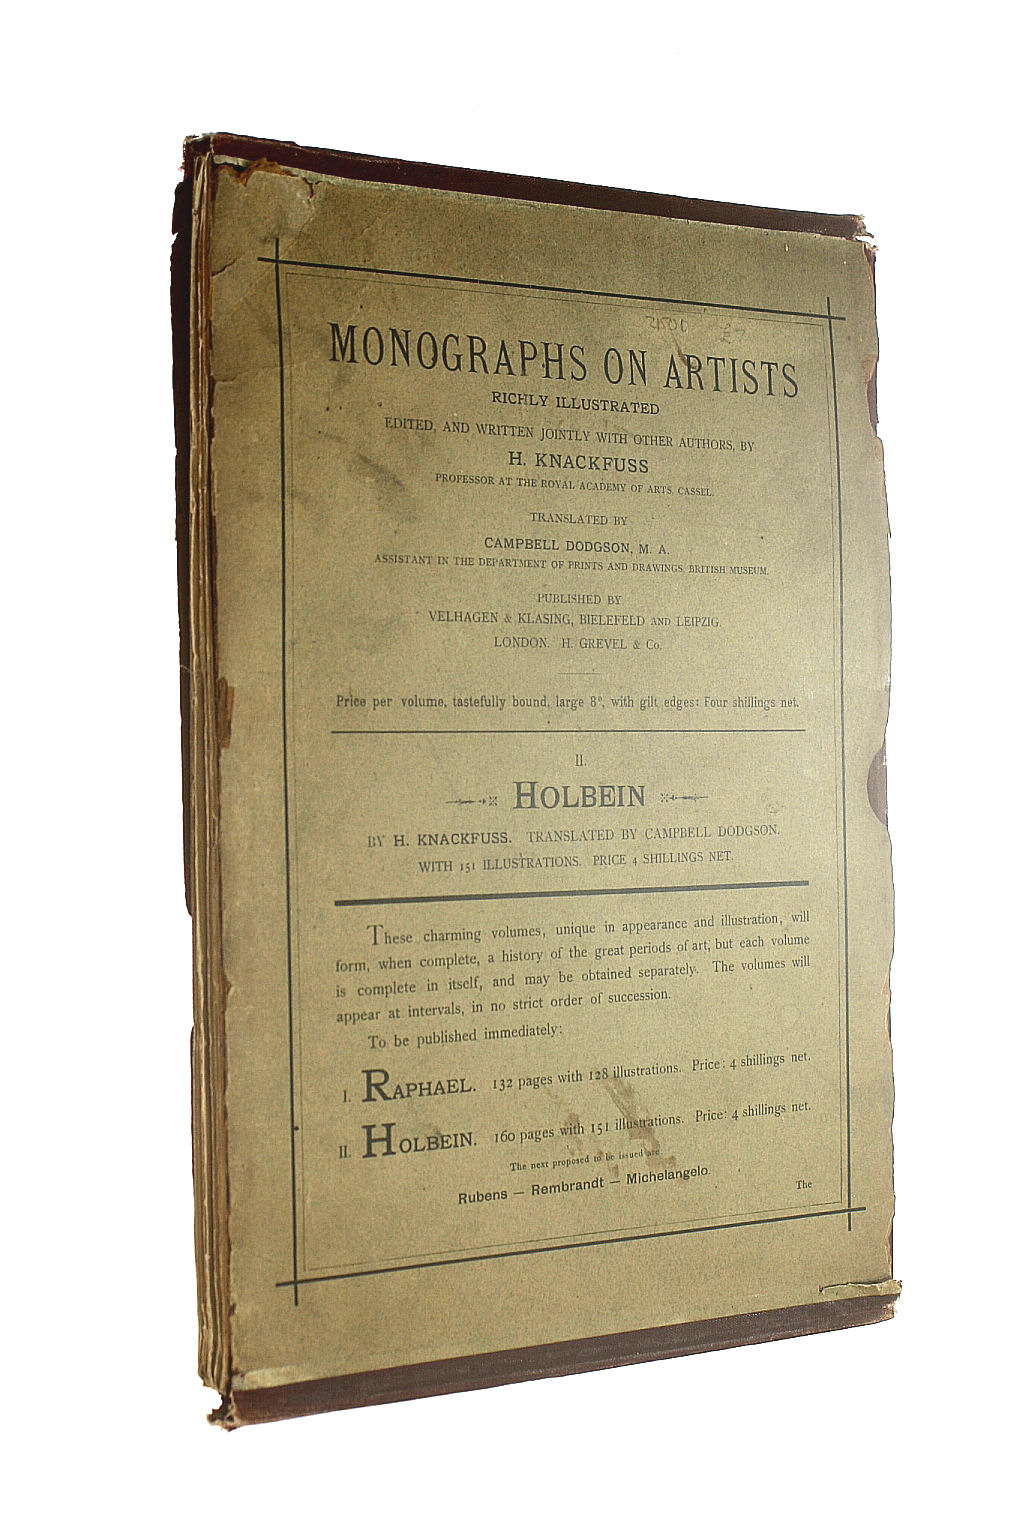 MONOGRAPHS ON ARTISTS
RICHLY ILLUSTRATED
EDITED, AND WRITTEN JOINTLY WITH OTHER AUTHORS, BY
H. KNACKFUSS
PROFESSOR AT THE ROYAL ACADEMY OF ARTS, CASSEL.
TRANSLATED BY
CAMPBELL DODGSON, M. A.
ASSISTANT IN THE DEPARTMENT OF PRINTS AND DRAWINGS, BRITISH MUSEUM.
PUBLISHED BY
VELHAGEN & KLASING, BIELEFELD AND LEIPZIG.
LONDON. H. GREVEL & Co.
Price per volume, tastefully bound, large 8°, with gilt edges: Four shillings net.
II.
HOLBEIN
BY H. KNACKFUSS. TRANSLATED BY CAMPBELL DODGSON.
WITH 151 ILLUSTRATIONS. PRICE 4 SHILLINGS NET.
These charming volumes, unique in appearance and illustration, will
form, when complete, a history of the great periods of art, but each volume
is complete in itself, and may be obtained separately. The volumes will
appear at intervals, in no strict order of succession.
To be published immediately:
I. RAPHAEL. 132 pages with 128 illustrations. Price: 4 shillings net.
II. HOLBEIN. 160 pages with 151 illustrations. Price: 4 shillings net.
The next proposed to be issued are
Rubens — Rembrandt — Michelangelo.
The